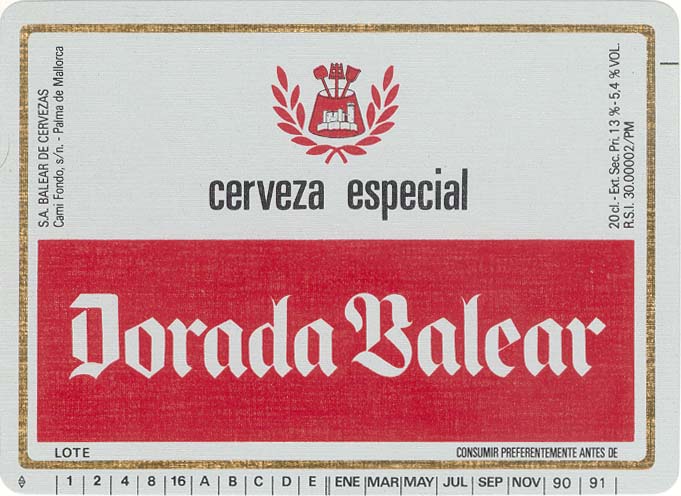 S.A. BALEAR DE CERVEZAS
Cami Fondo, s/n. - Palma de Mallorca
cerveza especial
20 cl. - Ext. Sec. Pri. 13 % - 5,4 % VOL.
R.S.I. 30.00002/PM
Dorada Balear
LOTE
CONSUMIR PREFERENTEMENTE ANTES DE
1 2 4 8 16 A B C D E ENE MAR MAY JUL SEP NOV 90 91